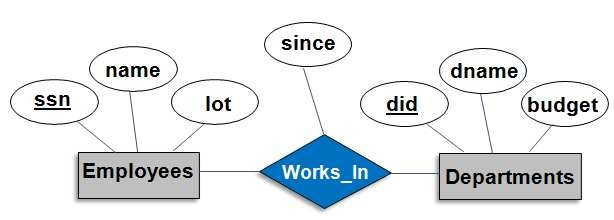 since
name
dname
ssn
lot
did
budget
Employees
Works_In
Departments